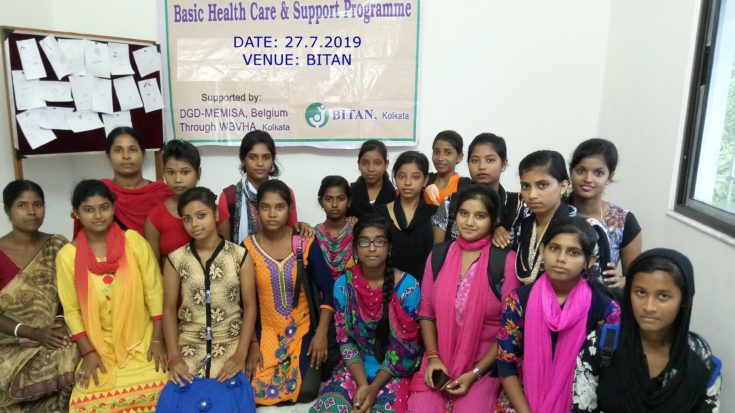 Basic Health Care & Support Programme
DATE: 27.7.2019
VENUE: BITAN
Supported by:
DGD-MEMISA, Belgium
Through WBVHA, Kolkata
BITAN, Kolkata